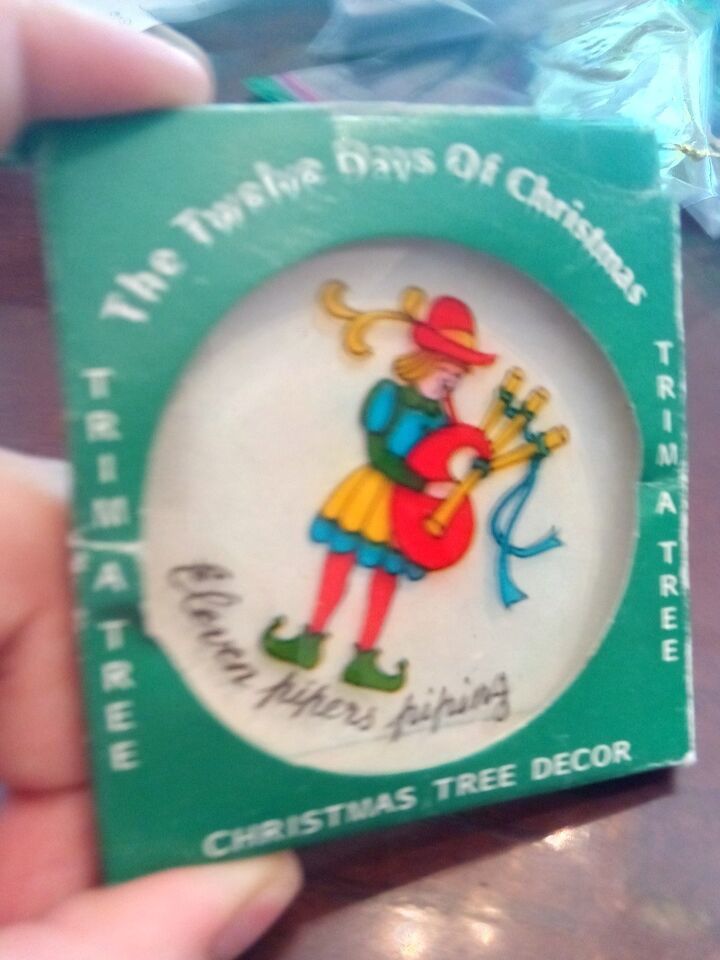 The Twelve Days Of Christmas
TRIM A TREE
TRIM A TREE
Eleven pipers piping
CHRISTMAS TREE DECOR